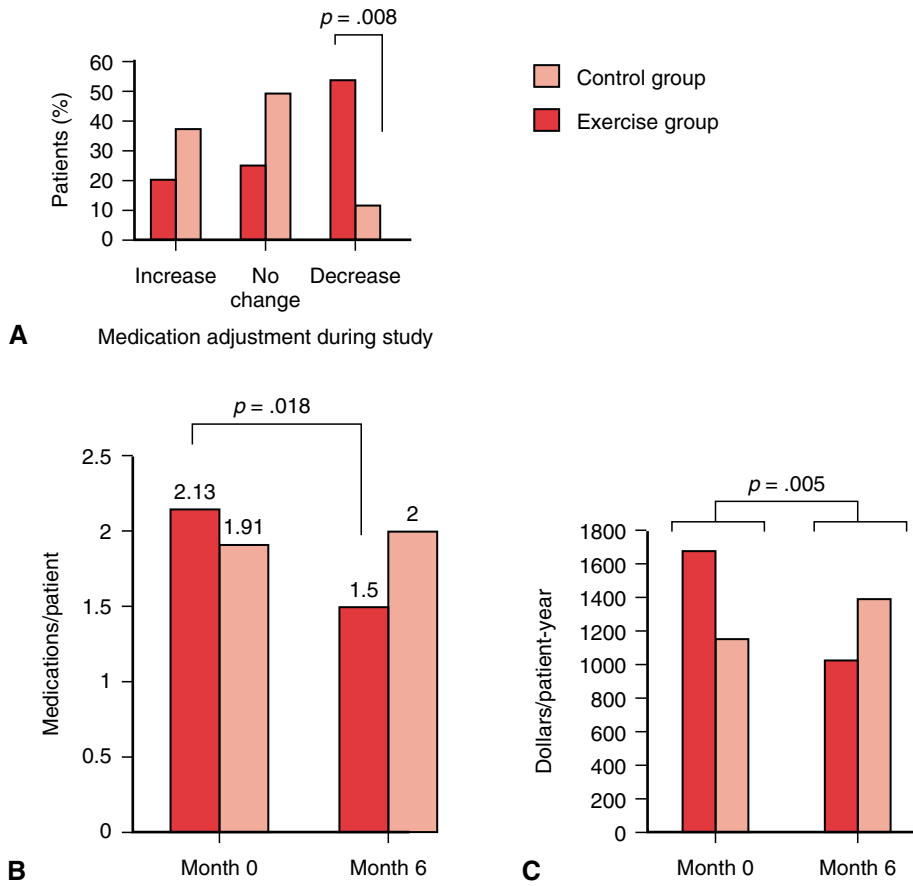 p = .008
60
50
40
30
20
10
0
Patients (%)
Increase
No
change
Decrease
A
Medication adjustment during study
Control group
Exercise group
p = .018
2.5
2
1.5
1
0.5
0
Medications/patient
2.13
1.91
1.5
2
Month 0
Month 6
B
p = .005
1800
1600
1400
1200
1000
800
600
400
200
0
Dollars/patient-year
Month 0
Month 6
C